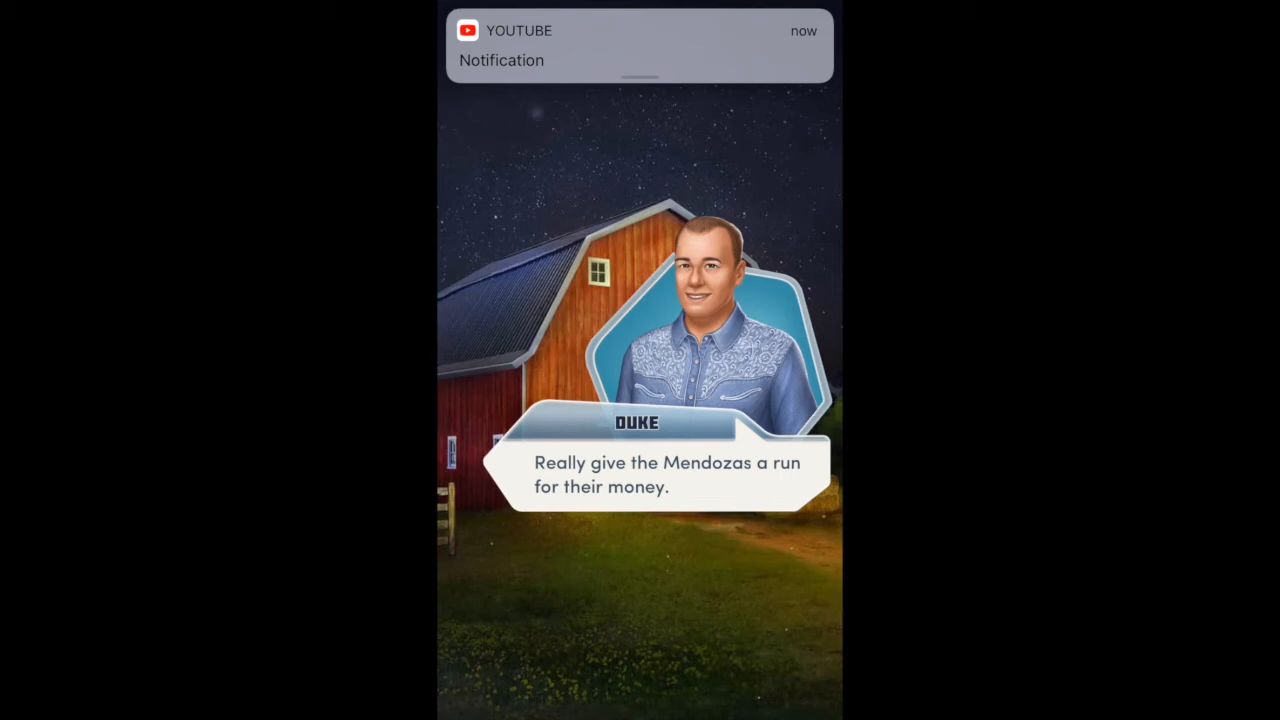 YOUTUBE
now
Notification
DUKE
Really give the Mendozas a run
for their money.